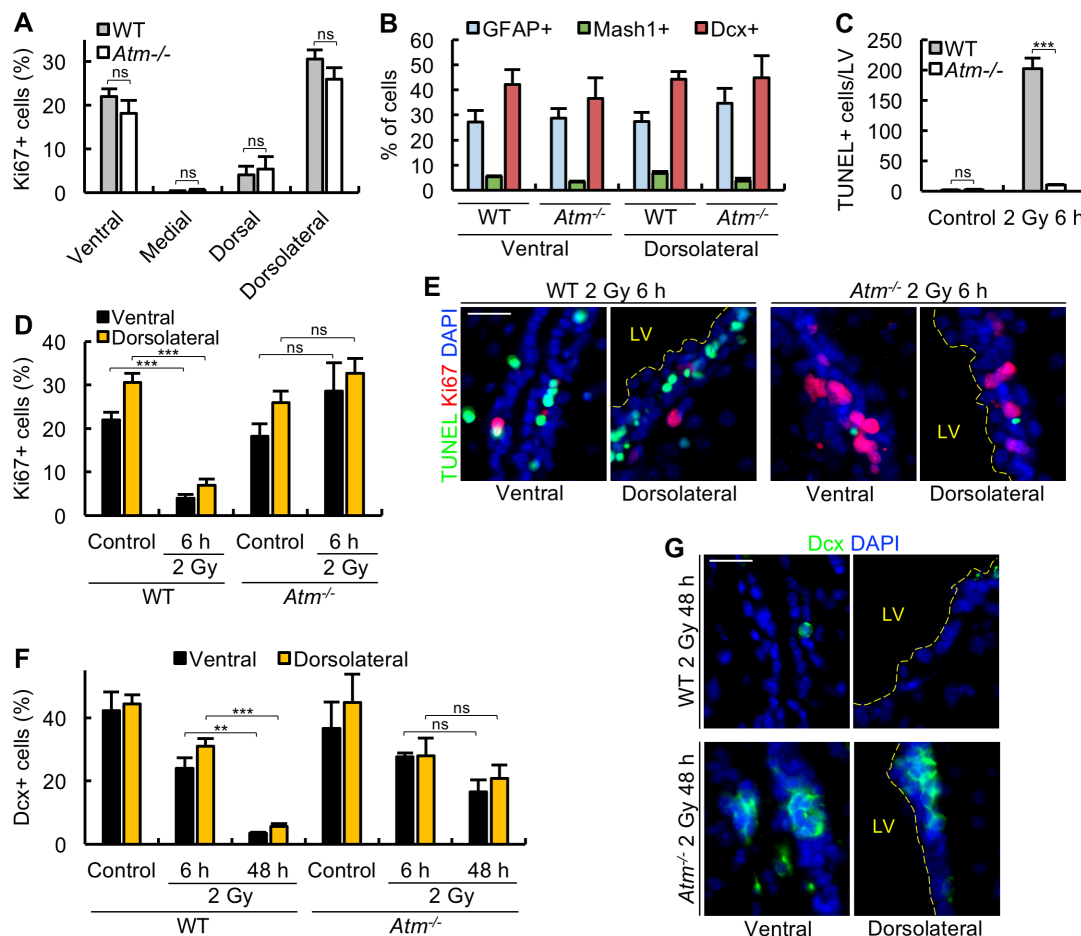 A
WT
Atm-/-
Ki67+ cells (%)
30
20
10
0
ns
ns
ns
ns
Ventral
Medial
Dorsal
Dorsolateral
B
GFAP+ Mash1+ Dcx+
% of cells
60
50
40
30
20
10
0
WT Atm-/- WT Atm-/-
Ventral Dorsolateral
C
WT
Atm-/-
TUNEL+ cells/LV
250
200
150
100
50
0
***
ns
Control 2 Gy 6 h
D
Ventral
Dorsolateral
Ki67+ cells (%)
40
30
20
10
0
***
***
ns
ns
Control 6 h Control 6 h
2 Gy 2 Gy
WT Atm-/-
E
WT 2 Gy 6 h Atm-/- 2 Gy 6 h
TUNEL Ki67 DAPI
LV
LV
Ventral Dorsolateral Ventral Dorsolateral
F
Ventral Dorsolateral
Dcx+ cells (%)
40
20
0
**
***
ns
ns
Control 6 h 48 h Control 6 h 48 h
2 Gy 2 Gy
WT Atm-/-
G
Dcx DAPI
WT 2 Gy 48 h
LV
Atm-/- 2 Gy 48 h
LV
Ventral Dorsolateral